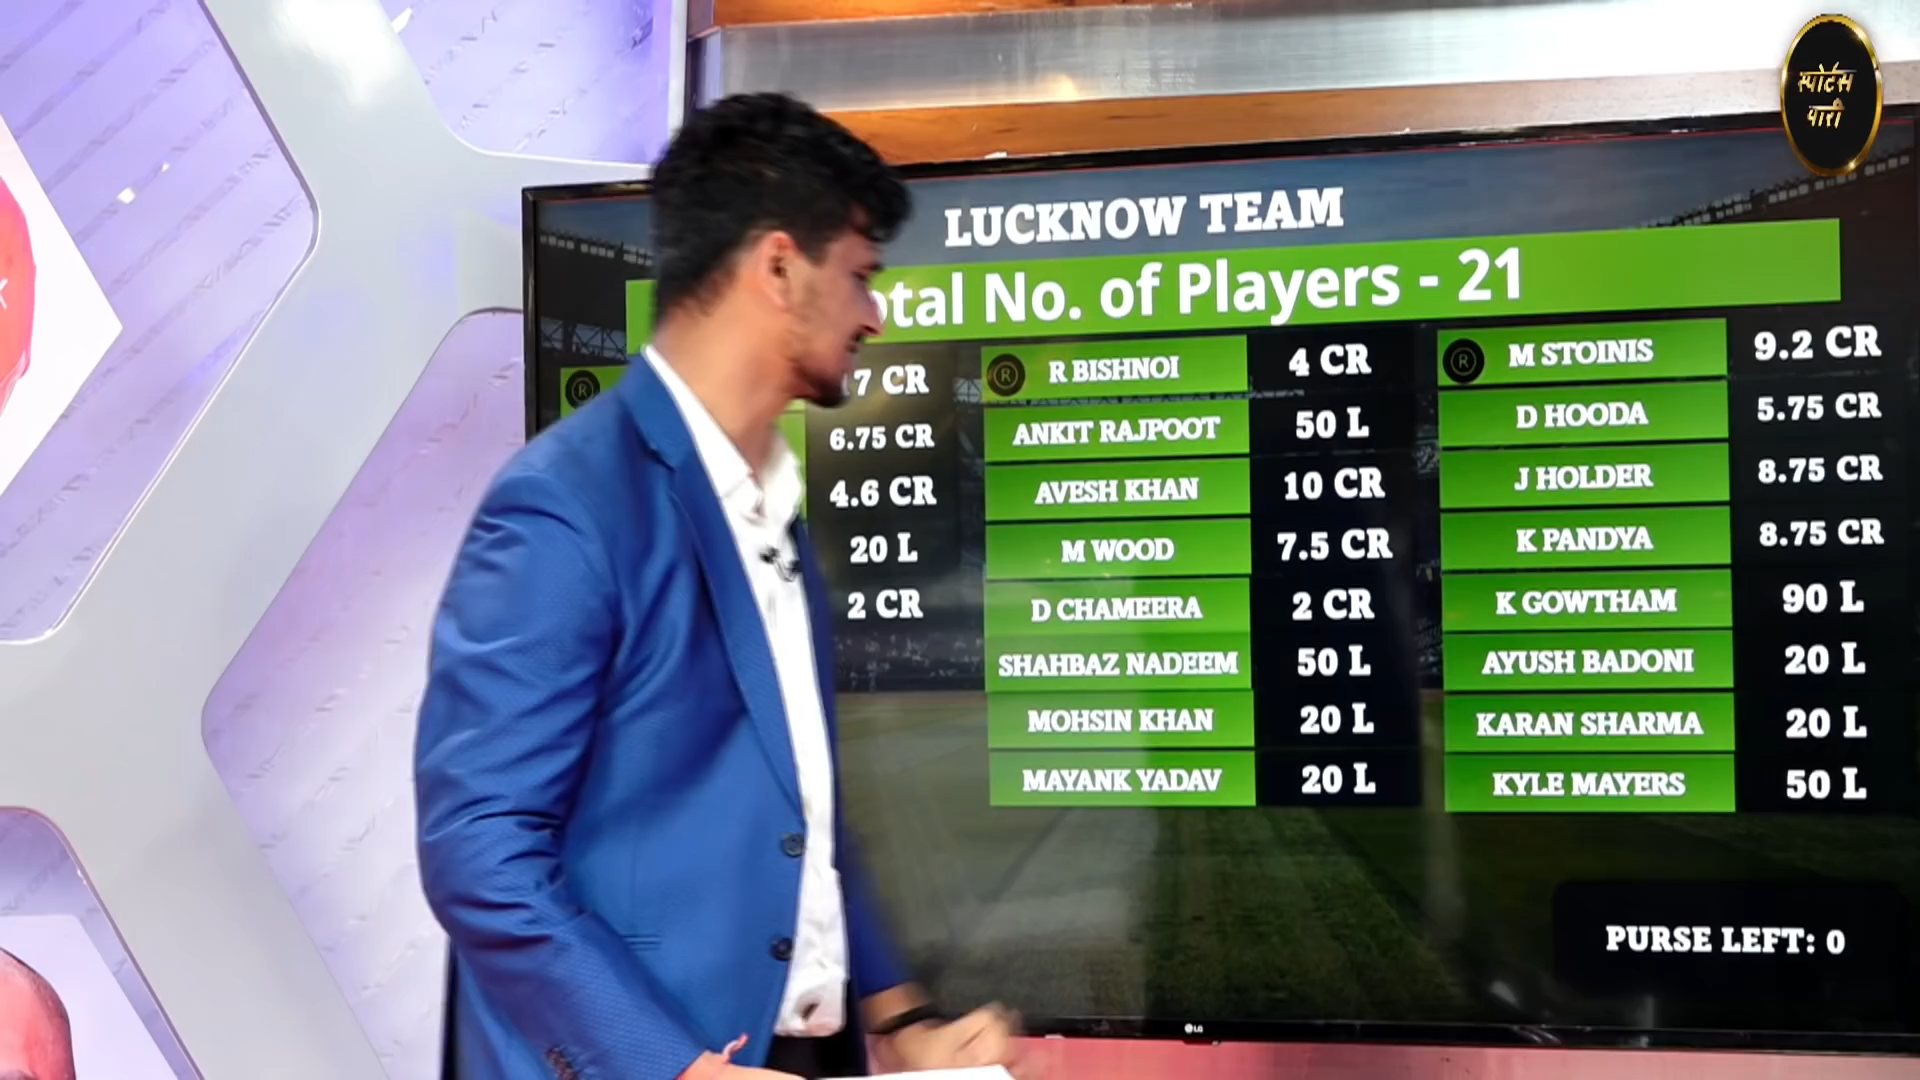 स्पोर्टस
पारी
LUCKNOW TEAM
otal No. of Players - 21
R
7 CR
6.75 CR
4.6 CR
20 L
2 CR
R
R BISHNOI
4 CR
ANKIT RAJPOOT
50 L
AVESH KHAN
10 CR
M WOOD
7.5 CR
D CHAMEERA
2 CR
SHAHBAZ NADEEM
50 L
MOHSIN KHAN
20 L
MAYANK YADAV
20 L
R
M STOINIS
9.2 CR
D HOODA
5.75 CR
J HOLDER
8.75 CR
K PANDYA
8.75 CR
K GOWTHAM
90 L
AYUSH BADONI
20 L
KARAN SHARMA
20 L
KYLE MAYERS
50 L
PURSE LEFT: 0
LG